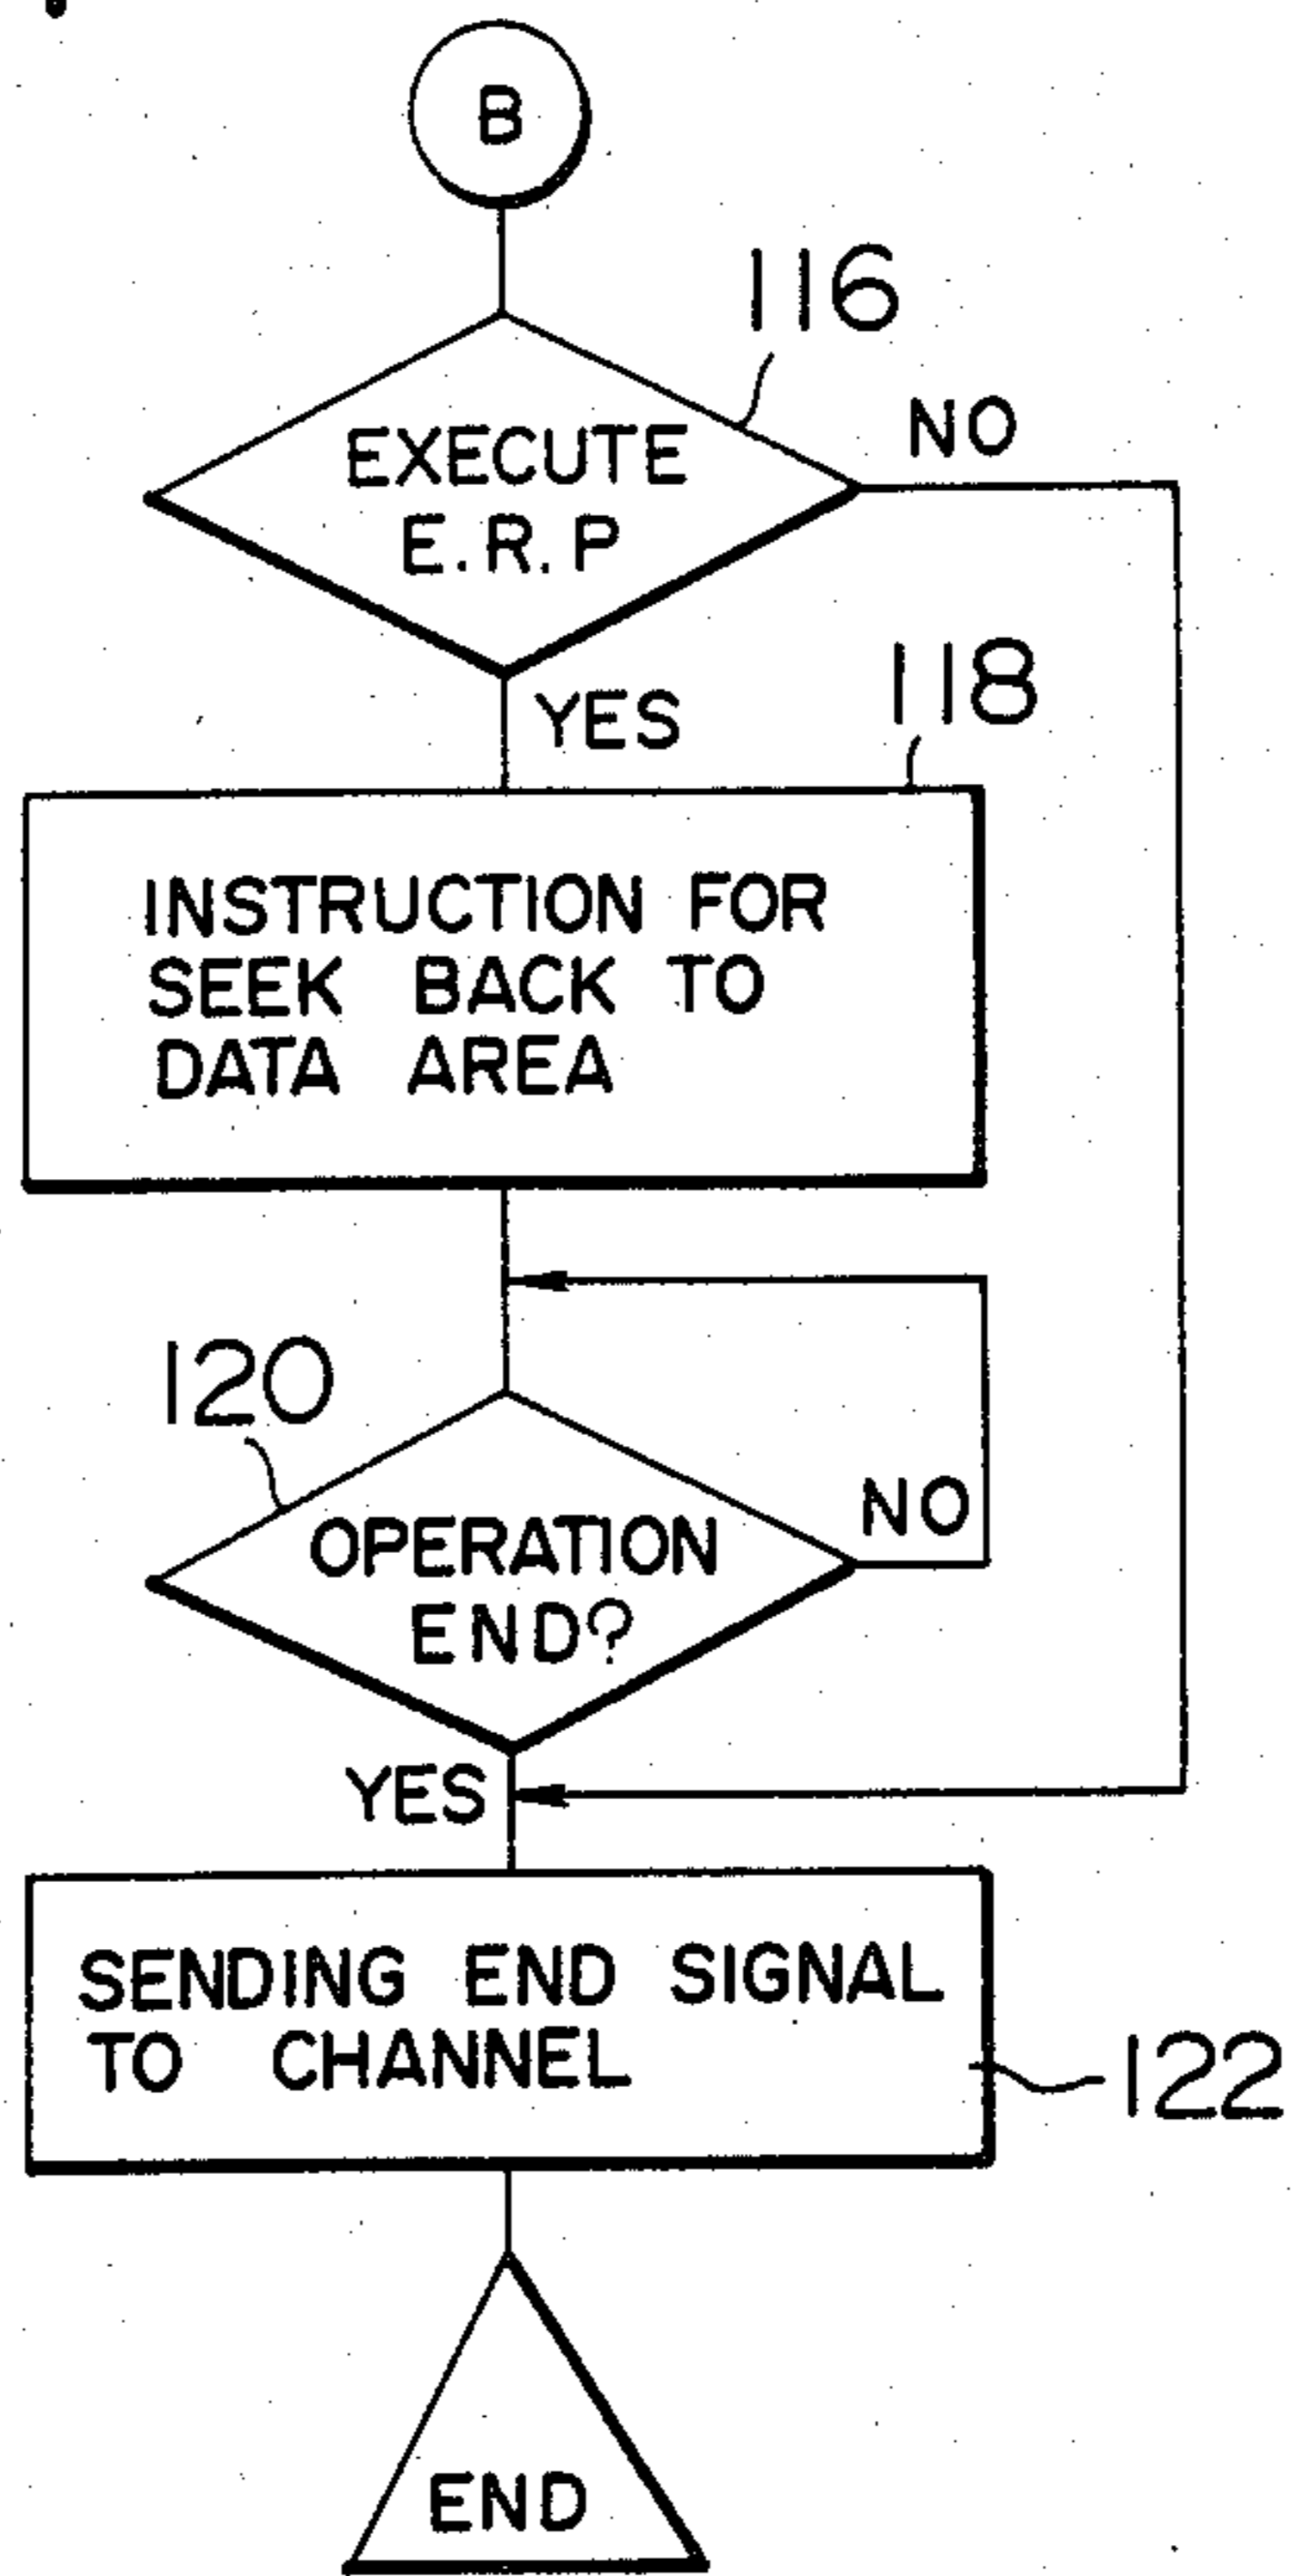 B
116
EXECUTE
E.R.P
NO
YES
118
INSTRUCTION FOR
SEEK BACK TO
DATA AREA
120
OPERATION
END?
NO
YES
SENDING END SIGNAL
TO CHANNEL
122
END